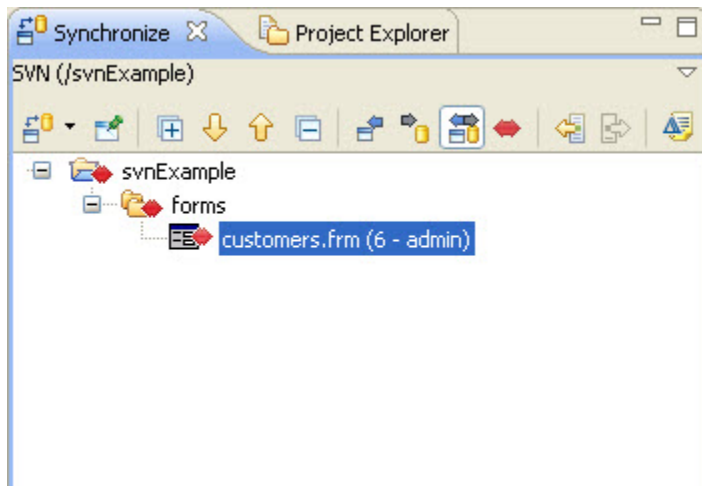 Synchronize Project Explorer
SVN (/svnExample)
svnExample
forms
customers.frm (6 - admin)